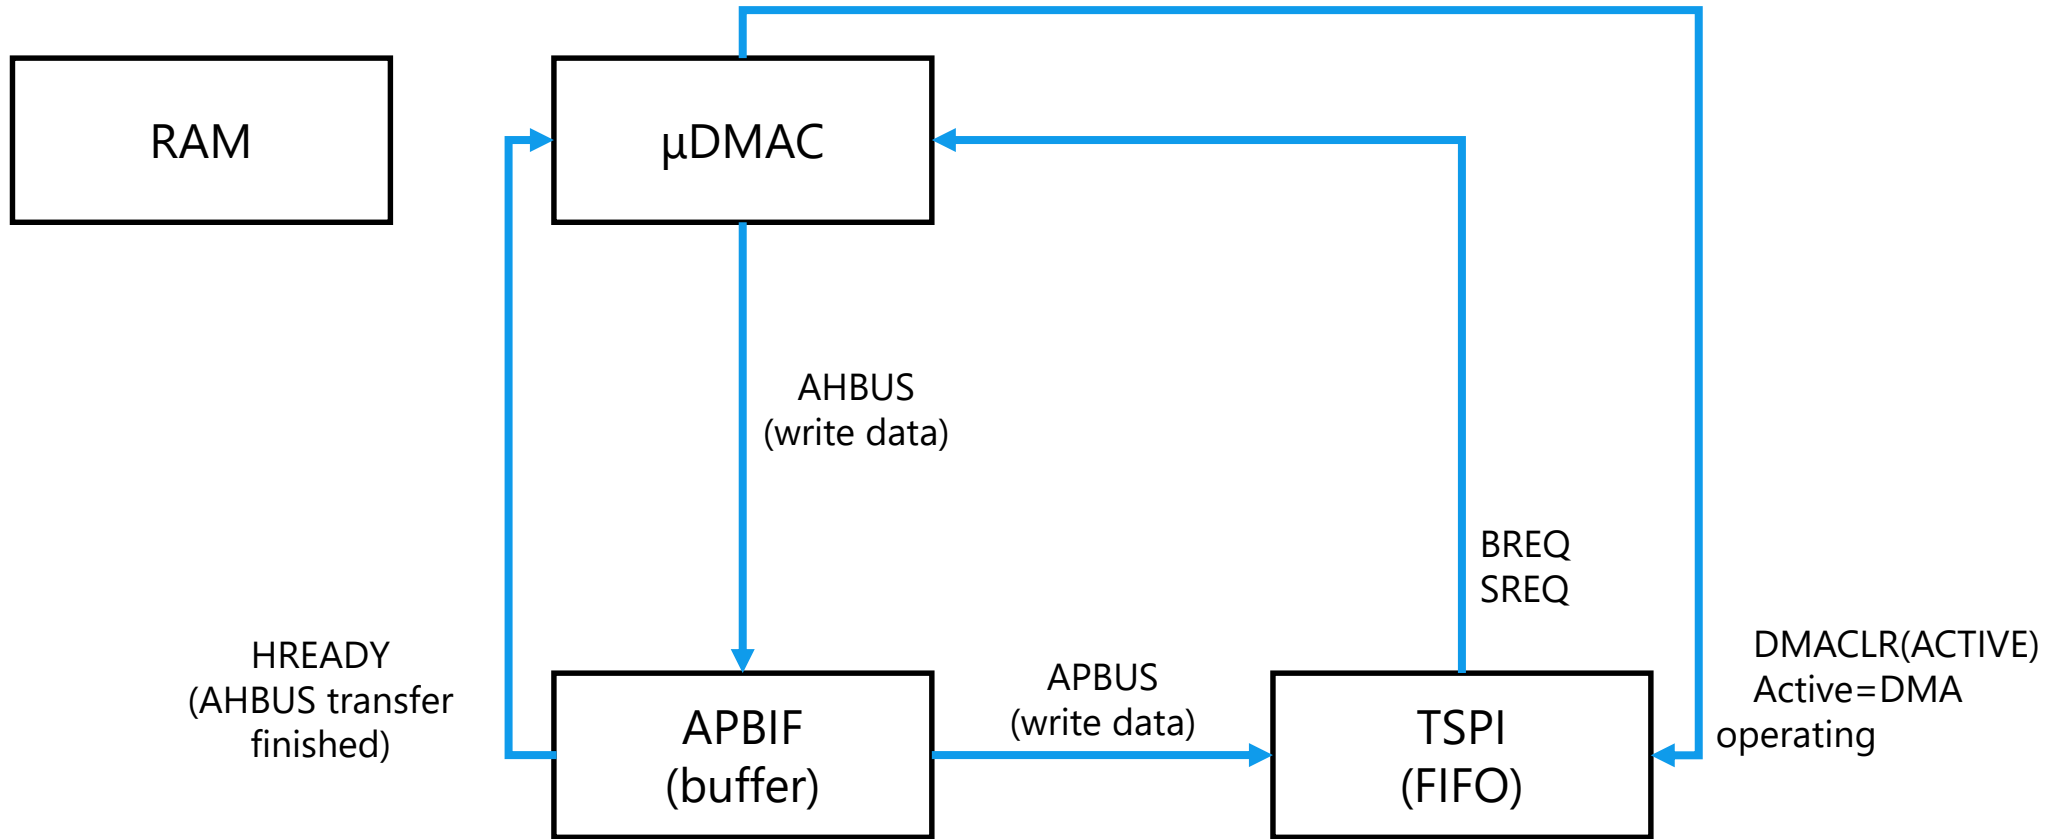 RAM
μDMAC
AHBUS
(write data)
BREQ
SREQ
HREADY
(AHBUS transfer
finished)
APBIF
(buffer)
APBUS
(write data)
TSPI
(FIFO)
DMACLR(ACTIVE)
Active=DMA
operating